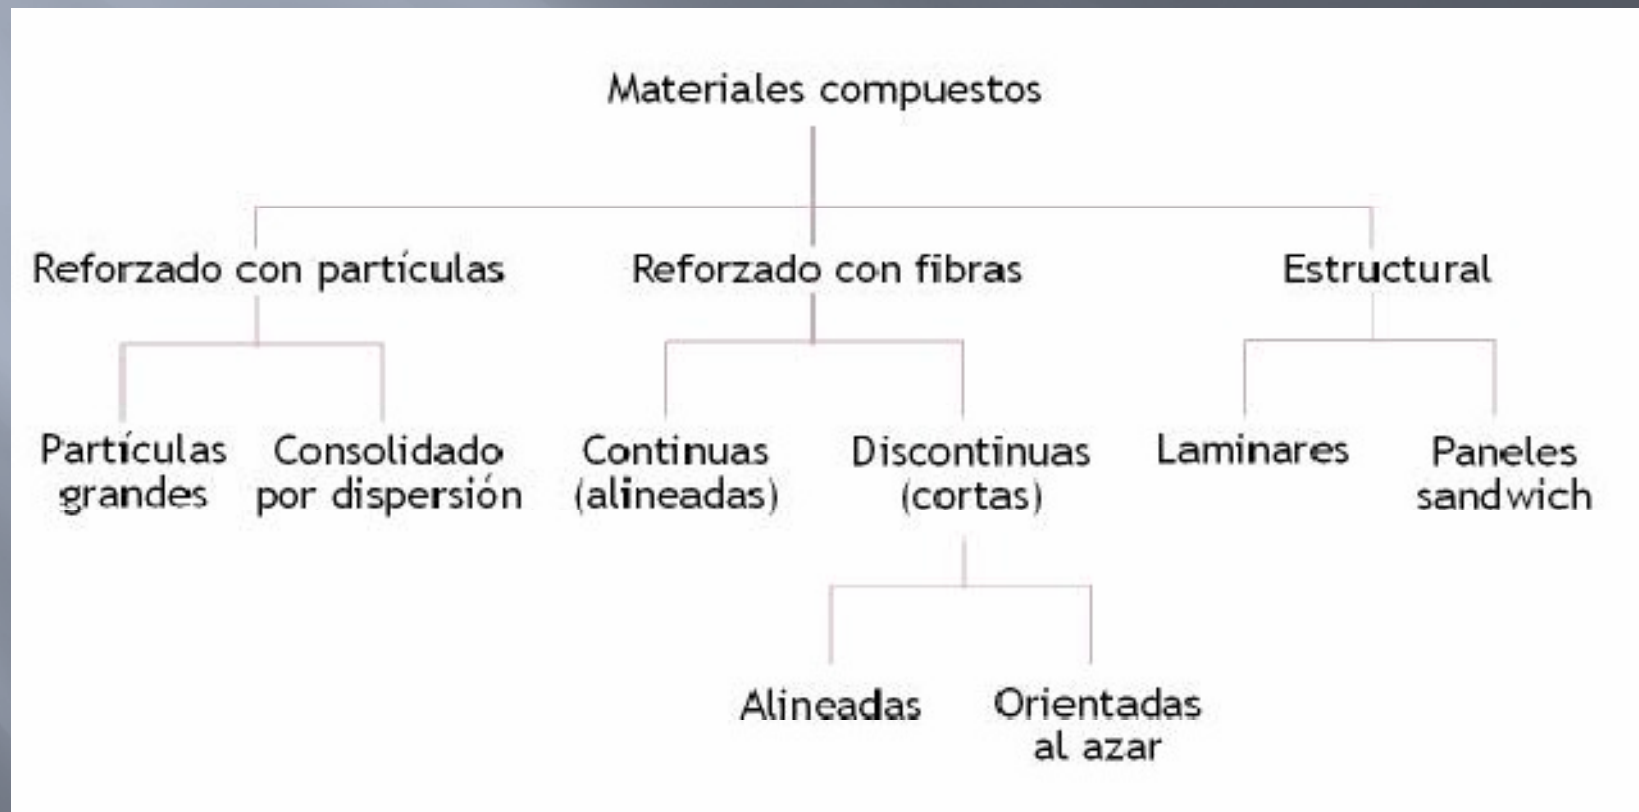 Materiales compuestos
Reforzado con partículas
Reforzado con fibras
Estructural
Partículas
grandes
Consolidado
por dispersión
Continuas
(alineadas)
Discontinuas
(cortas)
Laminares
Paneles
sandwich
Alineadas
Orientadas
al azar